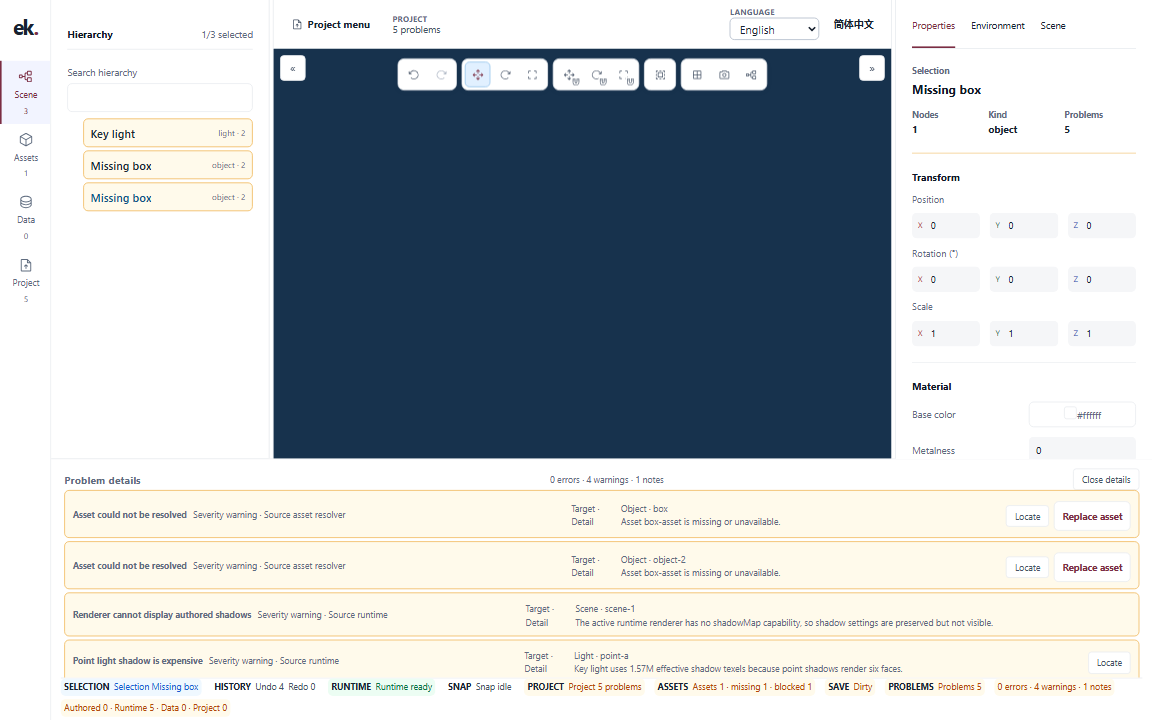 ek.
Scene
3
Assets
1
Data
0
Project
5
Hierarchy
1/3 selected
Search hierarchy
Key light
light · 2
Missing box
object · 2
Missing box
object · 2
Project menu
PROJECT
5 problems
LANGUAGE
English
简体中文
«
»
Properties
Environment
Scene
Selection
Missing box
Nodes
Kind
Problems
1
object
5
Transform
Position
X 0
Y 0
Z 0
Rotation (°)
X 0
Y 0
Z 0
Scale
X 1
Y 1
Z 1
Material
Base color
#ffffff
Metalness
0
Problem details
0 errors · 4 warnings · 1 notes
Close details
Asset could not be resolved Severity warning · Source asset resolver
Target · Object · box
Detail Asset box-asset is missing or unavailable.
Locate
Replace asset
Asset could not be resolved Severity warning · Source asset resolver
Target · Object · object-2
Detail Asset box-asset is missing or unavailable.
Locate
Replace asset
Renderer cannot display authored shadows Severity warning · Source runtime
Target · Scene · scene-1
Detail The active runtime renderer has no shadowMap capability, so shadow settings are preserved but not visible.
Point light shadow is expensive Severity warning · Source runtime
Target · Light · point-a
Detail Key light uses 1.57M effective shadow texels because point shadows render six faces.
Locate
SELECTION Selection Missing box HISTORY Undo 4 Redo 0 RUNTIME Runtime ready SNAP Snap idle PROJECT Project 5 problems ASSETS Assets 1 · missing 1 · blocked 1 SAVE Dirty PROBLEMS Problems 5 0 errors · 4 warnings · 1 notes
Authored 0 · Runtime 5 · Data 0 · Project 0